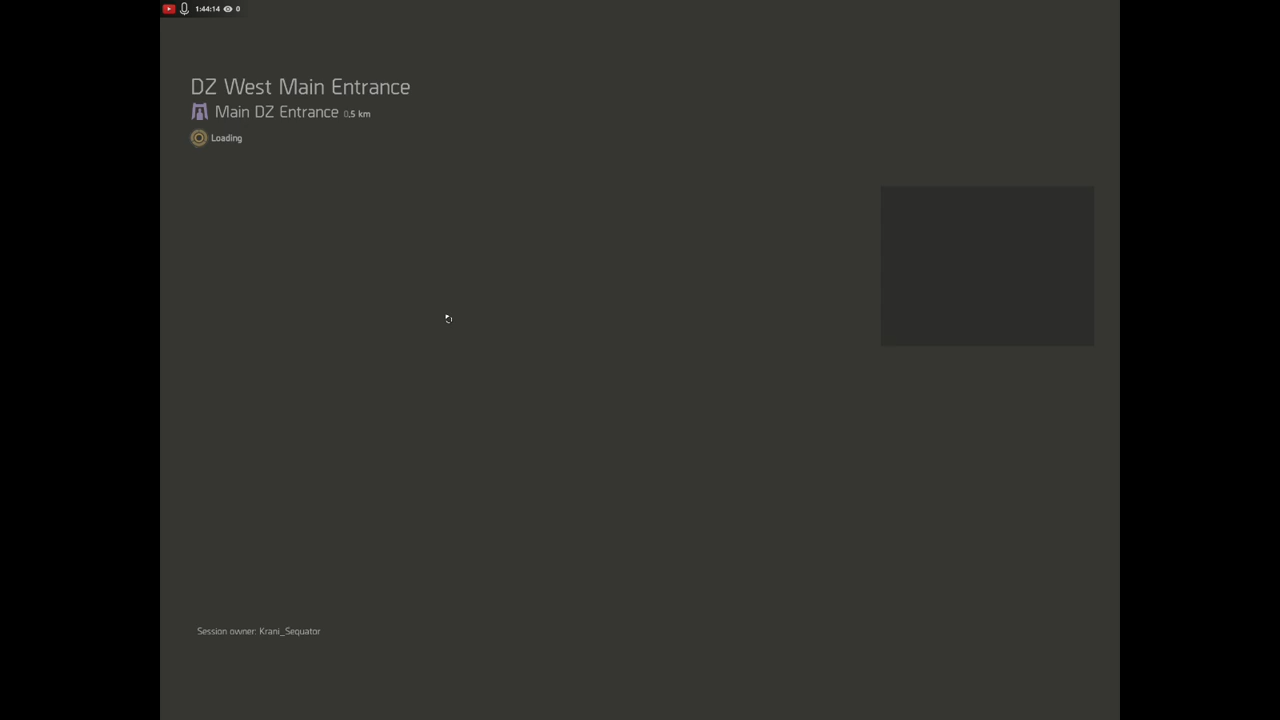 1:44:14 0
DZ West Main Entrance
Main DZ Entrance 0.5 km
Loading
Session owner: Krani_Sequator